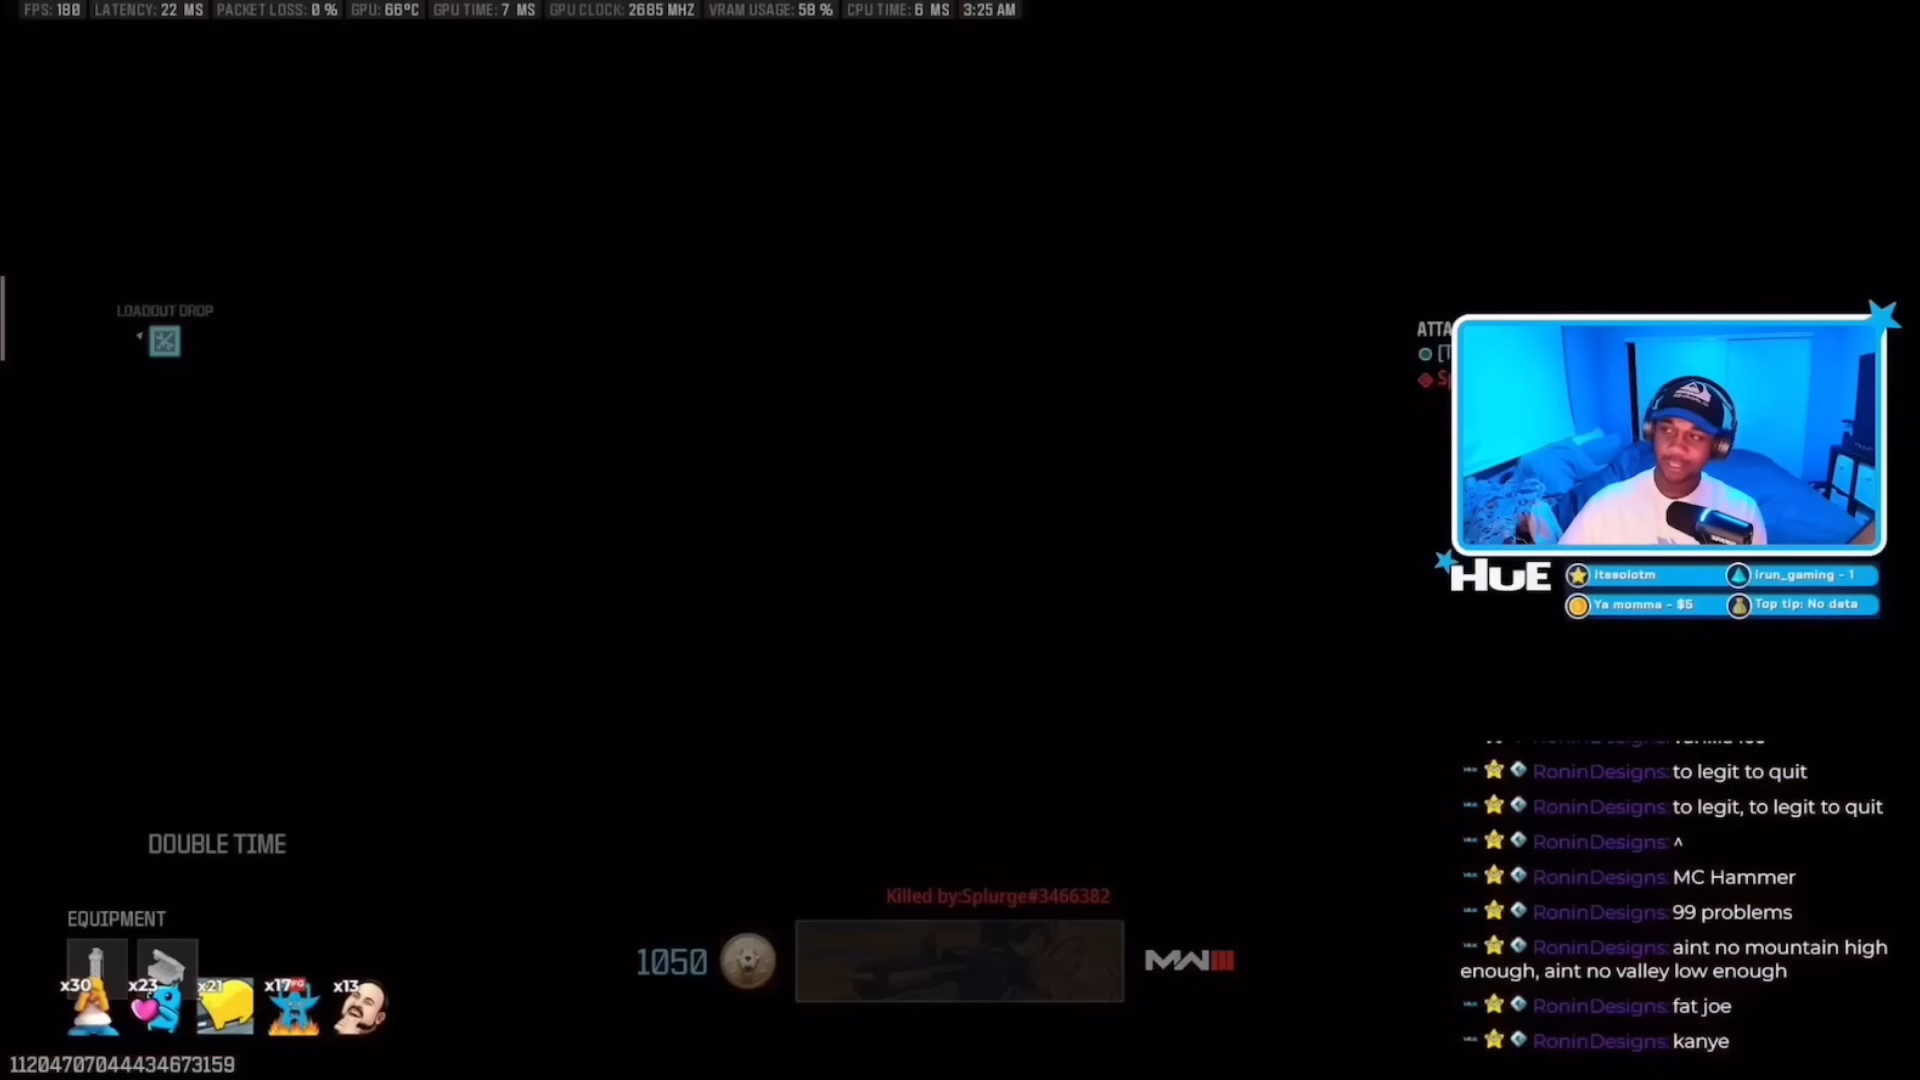 FPS: 180 LATENCY: 22 MS PACKET LOSS: 0 % GPU: 66°C GPU TIME: 7 MS GPU CLOCK: 2685 MHZ VRAM USAGE: 58 % CPU TIME: 6 MS 3:25 AM
LOADOUT DROP
ATTA
[T
Sp
HUE
itssolotm
Irun_gaming - 1
Ya momma - $5
Top tip: No data
RoninDesigns: to legit to quit
RoninDesigns: to legit, to legit to quit
RoninDesigns: ^
RoninDesigns: MC Hammer
RoninDesigns: 99 problems
RoninDesigns: aint no mountain high
enough, aint no valley low enough
RoninDesigns: fat joe
RoninDesigns: kanye
DOUBLE TIME
EQUIPMENT
x30 x23 x21 x17 x13
Killed by:Splurge#3466382
1050
MWIII
11204707044434673159